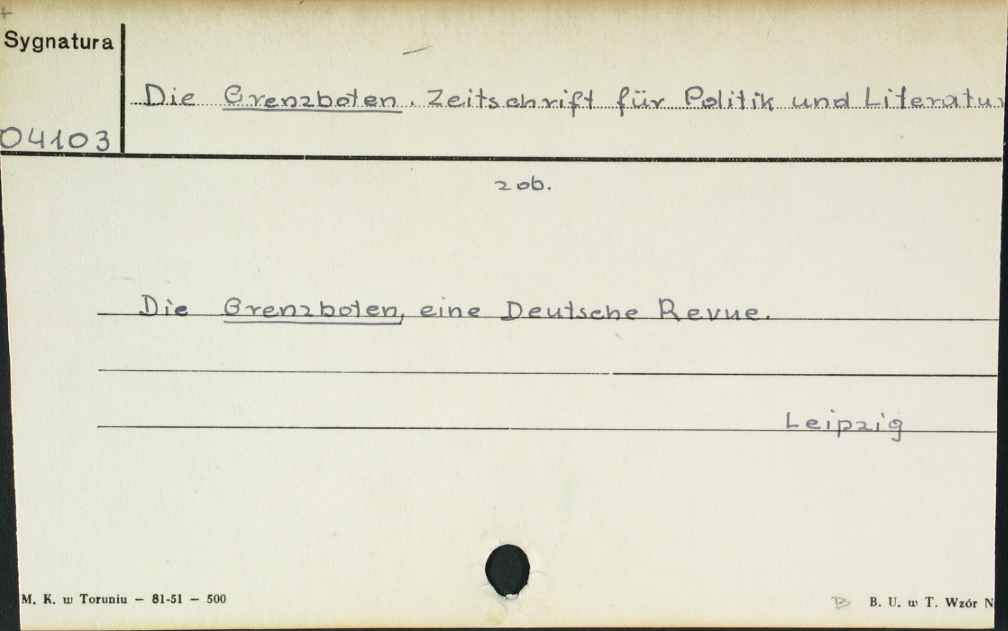 Sygnatura
Die Grenzboten. Zeitschrift für Politik und Literatur
04103
zob.
Die Grenzboten, eine Deutsche Revue.
Leipzig
M. K. w Toruniu — 81-51 — 500
B. U. w T. Wzór N